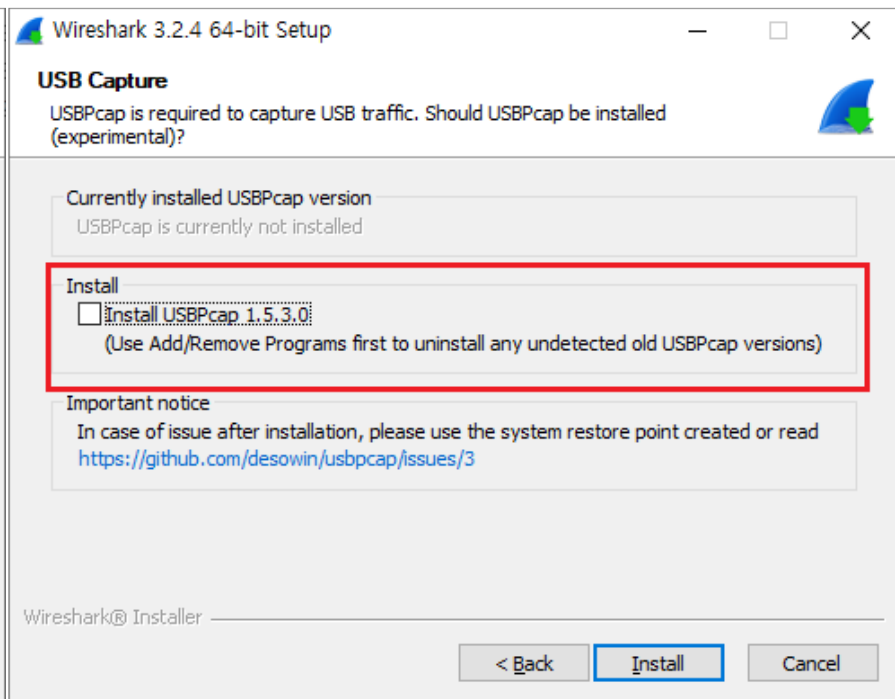 Wireshark 3.2.4 64-bit Setup
USB Capture
USBPcap is required to capture USB traffic. Should USBPcap be installed
(experimental)?
Currently installed USBPcap version
USBPcap is currently not installed
Install
Install USBPcap 1.5.3.0
(Use Add/Remove Programs first to uninstall any undetected old USBPcap versions)
Important notice
In case of issue after installation, please use the system restore point created or read
https://github.com/desowin/usbpcap/issues/3
Wireshark® Installer
< Back
Install
Cancel